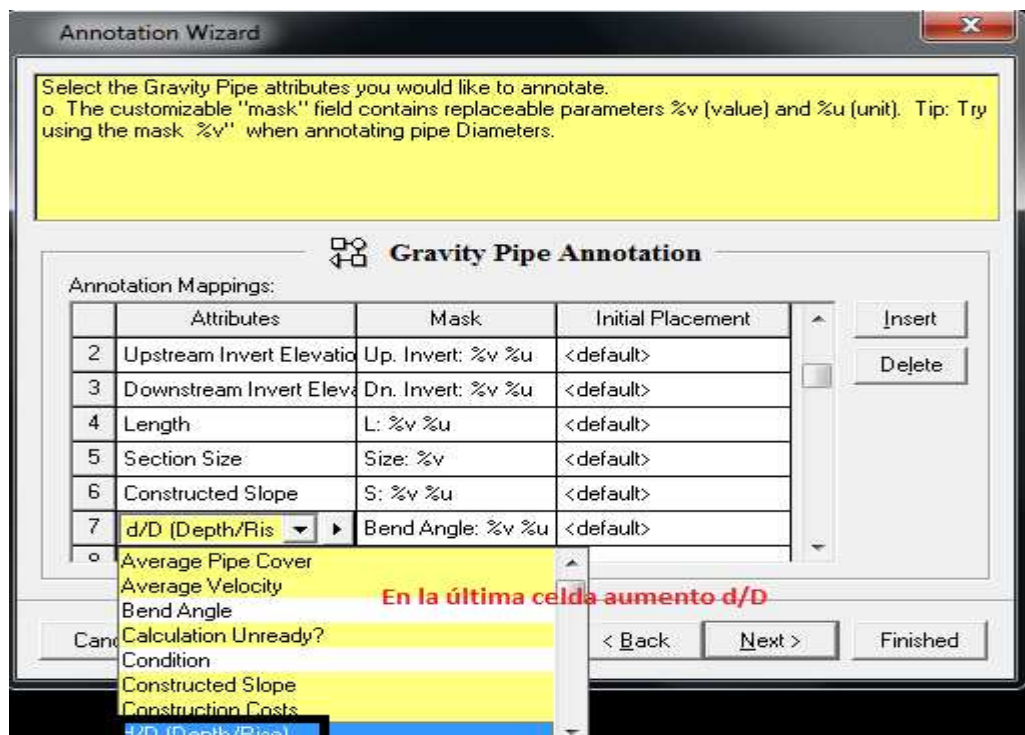 Annotation Wizard
Select the Gravity Pipe attributes you would like to annotate.
o The customizable "mask" field contains replaceable parameters %v (value) and %u (unit). Tip: Try
using the mask %v" when annotating pipe Diameters.
Gravity Pipe Annotation
Annotation Mappings:
Attributes Mask Initial Placement
Insert
2 Upstream Invert Elevatio Up. Invert: %v %u <default>
Delete
3 Downstream Invert Eleva Dn. Invert: %v %u <default>
4 Length L: %v %u <default>
5 Section Size Size: %v <default>
6 Constructed Slope S: %v %u <default>
7 d/D (Depth/Ris Bend Angle: %v %u <default>
Average Pipe Cover
Average Velocity
En la última celda aumento d/D
Bend Angle
Calculation Unready?
Condition
Constructed Slope
Construction Costs
d/D (Depth/Rise)
Canc < Back Next > Finished